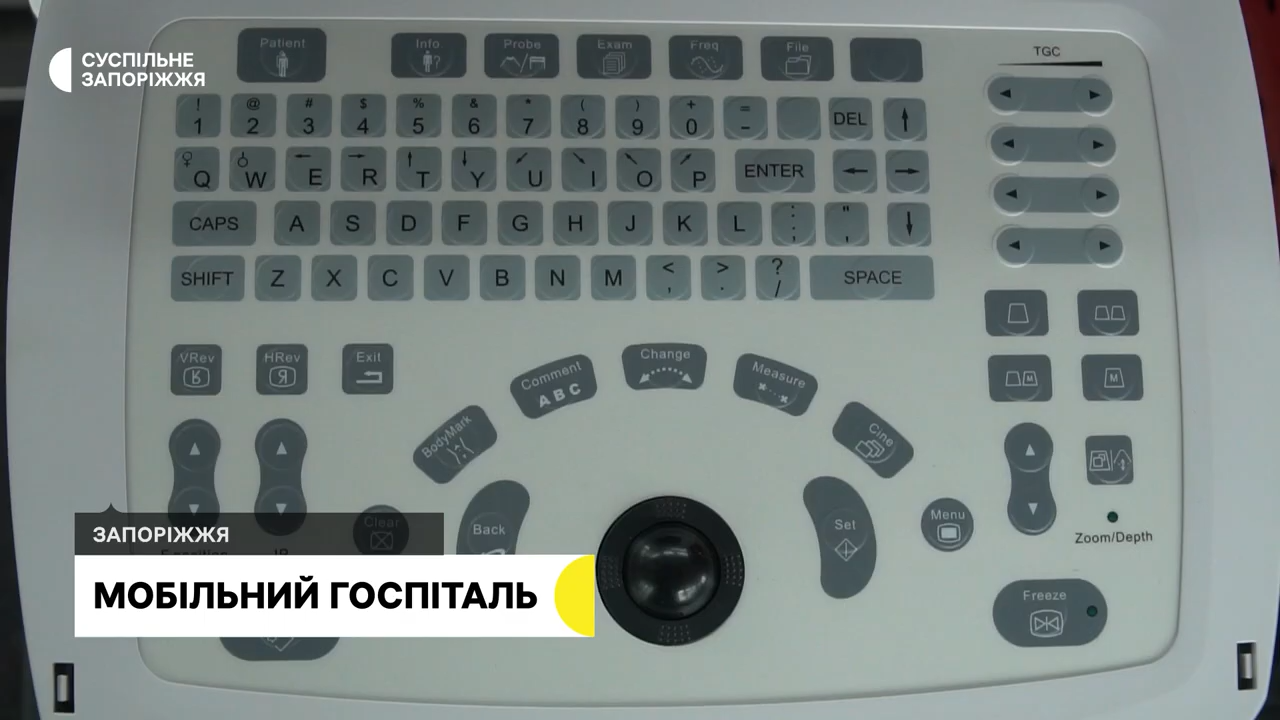 СУСПІЛЬНЕ
ЗАПОРІЖЖЯ
Patient Info. Probe Exam Freq File
TGC
! @ # $ % & * ( ) + =
1 2 3 4 5 6 7 8 9 0 - DEL ↑
♀ ← → ↑ ↓ ↙ ↘ ↖ ↗
Q W E R T Y U I O P ENTER ← →
CAPS A S D F G H J K L : ; " , ↓
SHIFT Z X C V B N M < , > . ? / SPACE
VRev HRev Exit
R R
Comment
ABC
Change
Measure
BodyMark
Cine
M M
Clear
Back
Set
Menu
Zoom/Depth
Freeze
ЗАПОРІЖЖЯ
МОБІЛЬНИЙ ГОСПІТАЛЬ